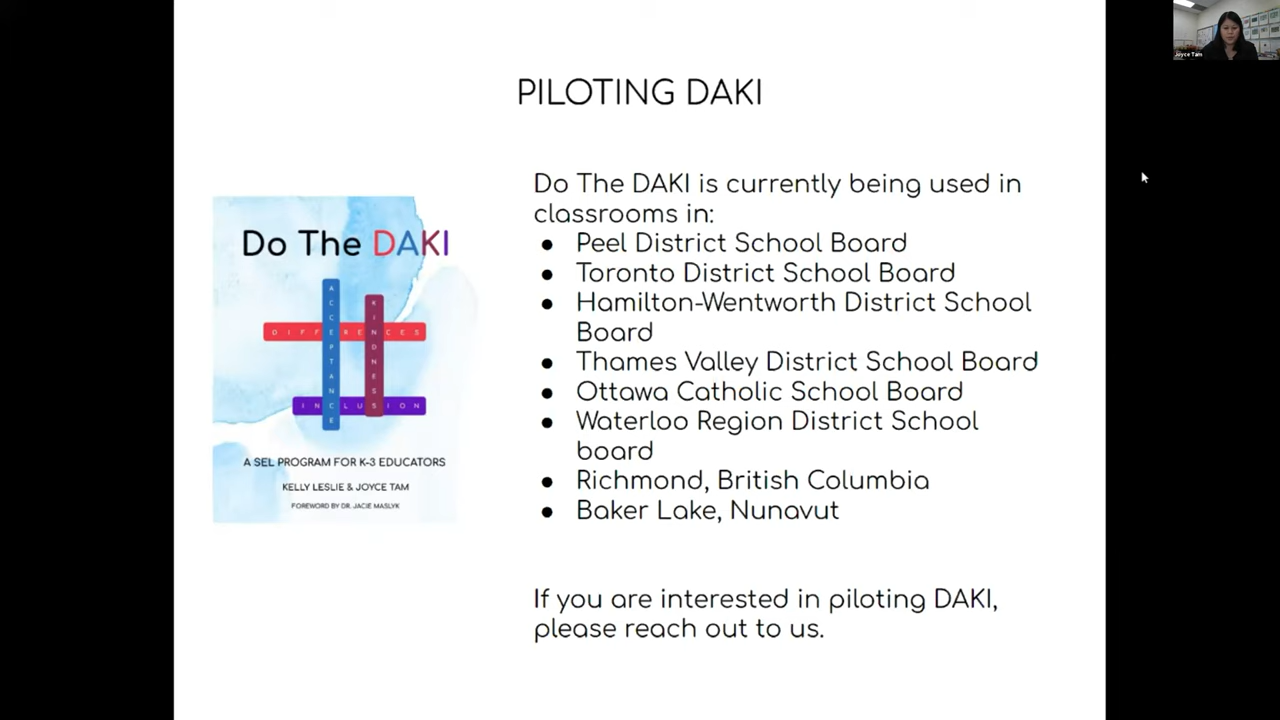 Joyce Tam
PILOTING DAKI
Do The DAKI
ACCEPTANCE
KINDNESS
DIFFERENCES
INCLUSION
A SEL PROGRAM FOR K-3 EDUCATORS
KELLY LESLIE & JOYCE TAM
FOREWORD BY DR. JACIE MASLYK
Do The DAKI is currently being used in
classrooms in:
● Peel District School Board
● Toronto District School Board
● Hamilton-Wentworth District School
Board
● Thames Valley District School Board
● Ottawa Catholic School Board
● Waterloo Region District School
board
● Richmond, British Columbia
● Baker Lake, Nunavut
If you are interested in piloting DAKI,
please reach out to us.